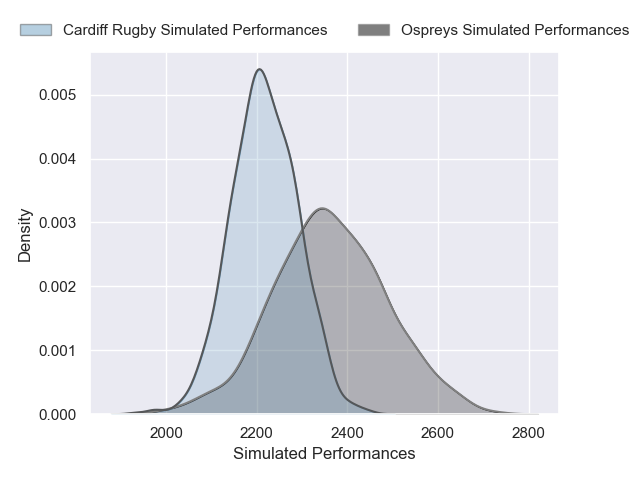 Cardiff Rugby Simulated Performances
Ospreys Simulated Performances
0.005
0.004
0.003
0.002
0.001
0.000
Density
2000
2200
2400
2600
2800
Simulated Performances